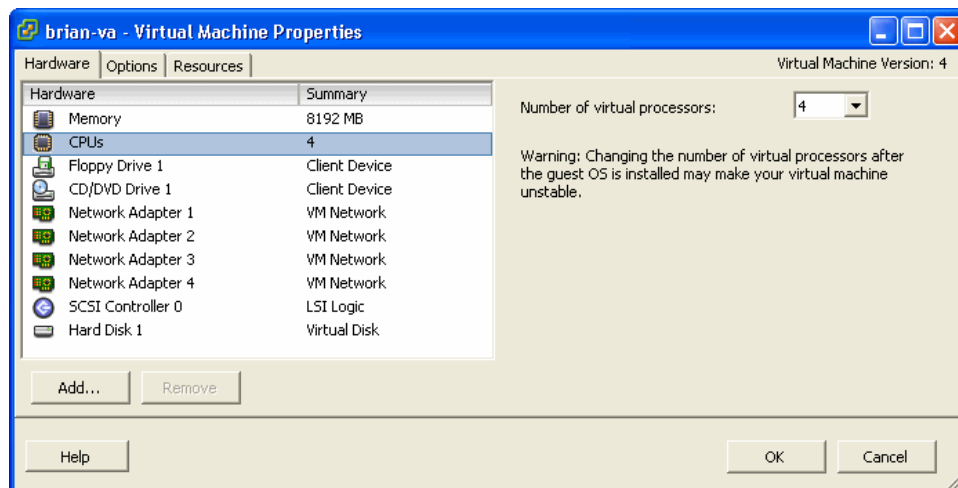 brian-va - Virtual Machine Properties
Hardware Options Resources Virtual Machine Version: 4
Hardware Summary
Memory 8192 MB
CPUs 4
Floppy Drive 1 Client Device
CD/DVD Drive 1 Client Device
Network Adapter 1 VM Network
Network Adapter 2 VM Network
Network Adapter 3 VM Network
Network Adapter 4 VM Network
SCSI Controller 0 LSI Logic
Hard Disk 1 Virtual Disk
Number of virtual processors: 4
Warning: Changing the number of virtual processors after
the guest OS is installed may make your virtual machine
unstable.
Add... Remove
Help OK Cancel